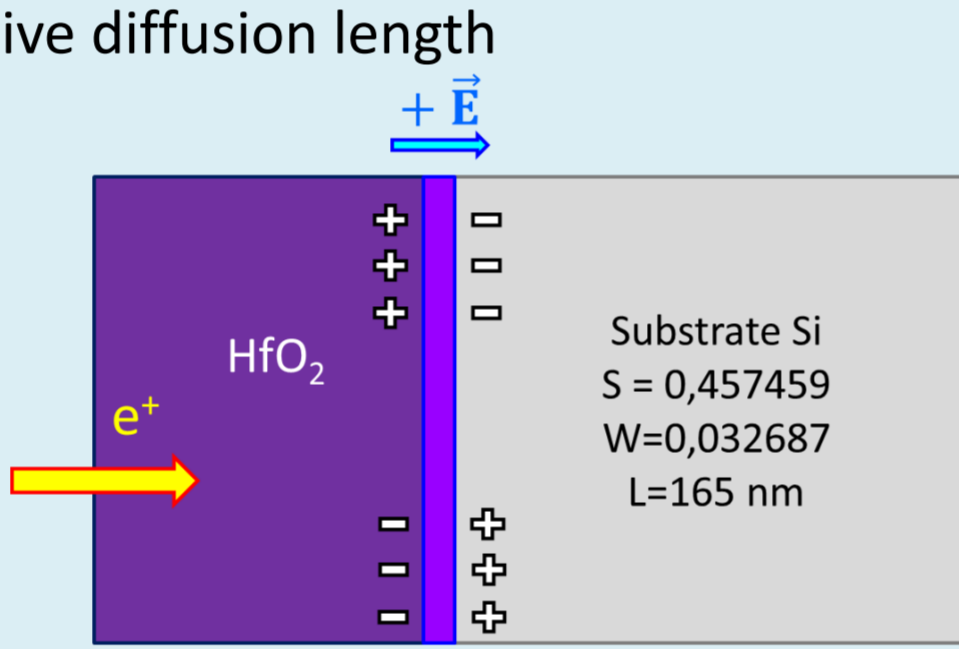 ive diffusion length
+ E⃗
+ −
+ −
+ −
HfO₂
e⁺
Substrate Si
S = 0,457459
W=0,032687
L=165 nm
− +
− +
− +